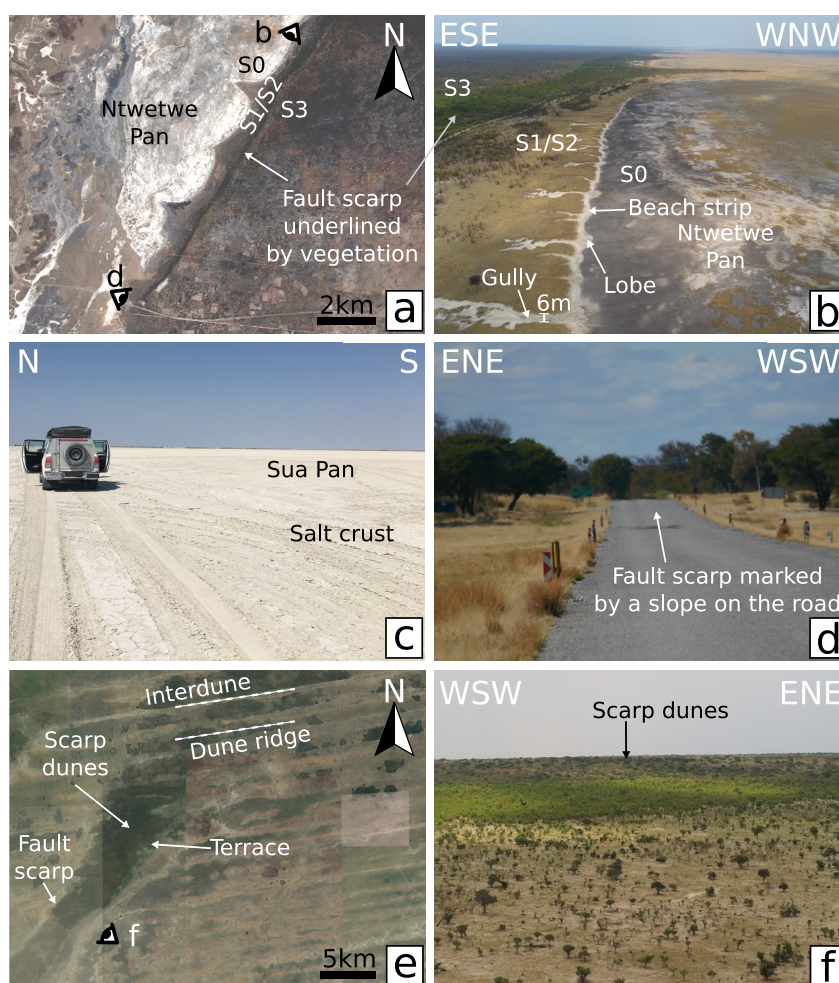 b
N
S0
Ntwetwe
Pan
S1/S2
S3
Fault scarp
underlined
by vegetation
d
2km
a
ESE
WNW
S3
S1/S2
S0
Beach strip
Ntwetwe
Pan
Lobe
Gully
6m
b
N
S
Sua Pan
Salt crust
c
ENE
WSW
Fault scarp marked
by a slope on the road
d
Interdune
N
Dune ridge
Scarp
dunes
Fault
scarp
Terrace
f
5km
e
WSW
ENE
Scarp dunes
f